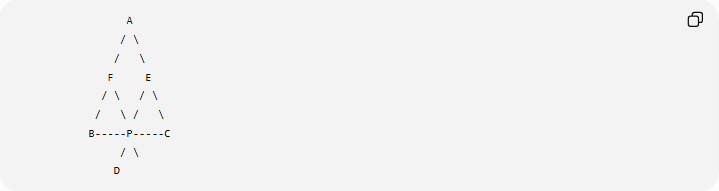 A
             / \
            /   \
           F     E
          / \   / \
         /   \ /   \
        B-----P-----C
             / \
            D